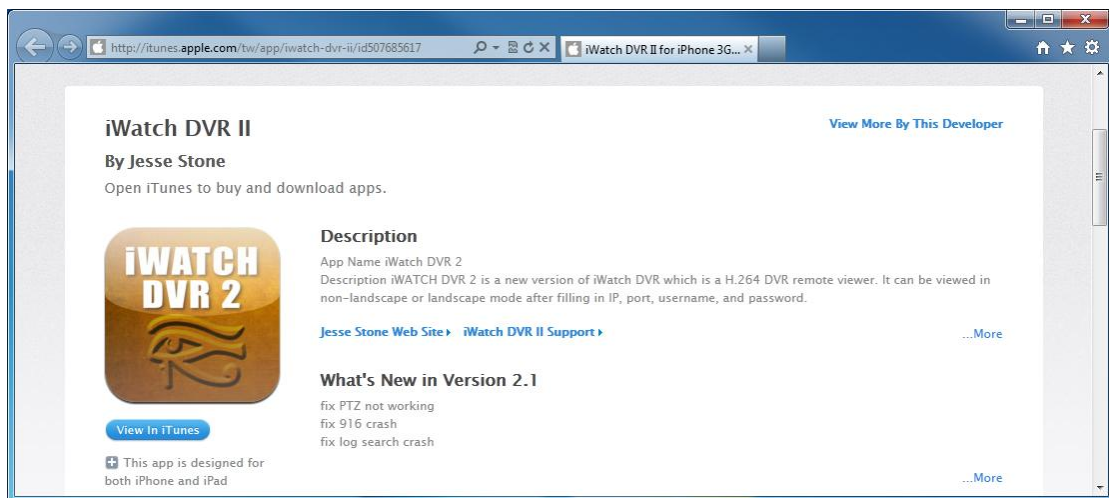 http://itunes.apple.com/tw/app/iwatch-dvr-ii/id507685617
iWatch DVR II for iPhone 3G...
iWatch DVR II
View More By This Developer
By Jesse Stone
Open iTunes to buy and download apps.
iWATCH
DVR 2
Description
App Name iWatch DVR 2
Description iWATCH DVR 2 is a new version of iWatch DVR which is a H.264 DVR remote viewer. It can be viewed in
non-landscape or landscape mode after filling in IP, port, username, and password.
Jesse Stone Web Site
iWatch DVR II Support
...More
What's New in Version 2.1
fix PTZ not working
fix 916 crash
fix log search crash
View In iTunes
This app is designed for
both iPhone and iPad
...More